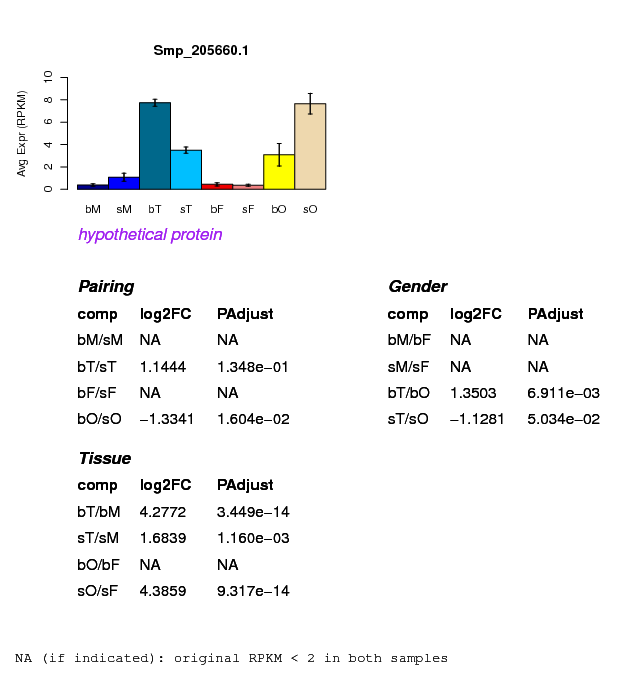 Smp_205660.1
Avg Expr (RPKM)
10
8
6
4
2
0
bM sM bT sT bF sF bO sO
hypothetical protein
Pairing
comp log2FC PAdjust
bM/sM NA NA
bT/sT 1.1444 1.348e−01
bF/sF NA NA
bO/sO −1.3341 1.604e−02
Gender
comp log2FC PAdjust
bM/bF NA NA
sM/sF NA NA
bT/bO 1.3503 6.911e−03
sT/sO −1.1281 5.034e−02
Tissue
comp log2FC PAdjust
bT/bM 4.2772 3.449e−14
sT/sM 1.6839 1.160e−03
bO/bF NA NA
sO/sF 4.3859 9.317e−14
NA (if indicated): original RPKM < 2 in both samples